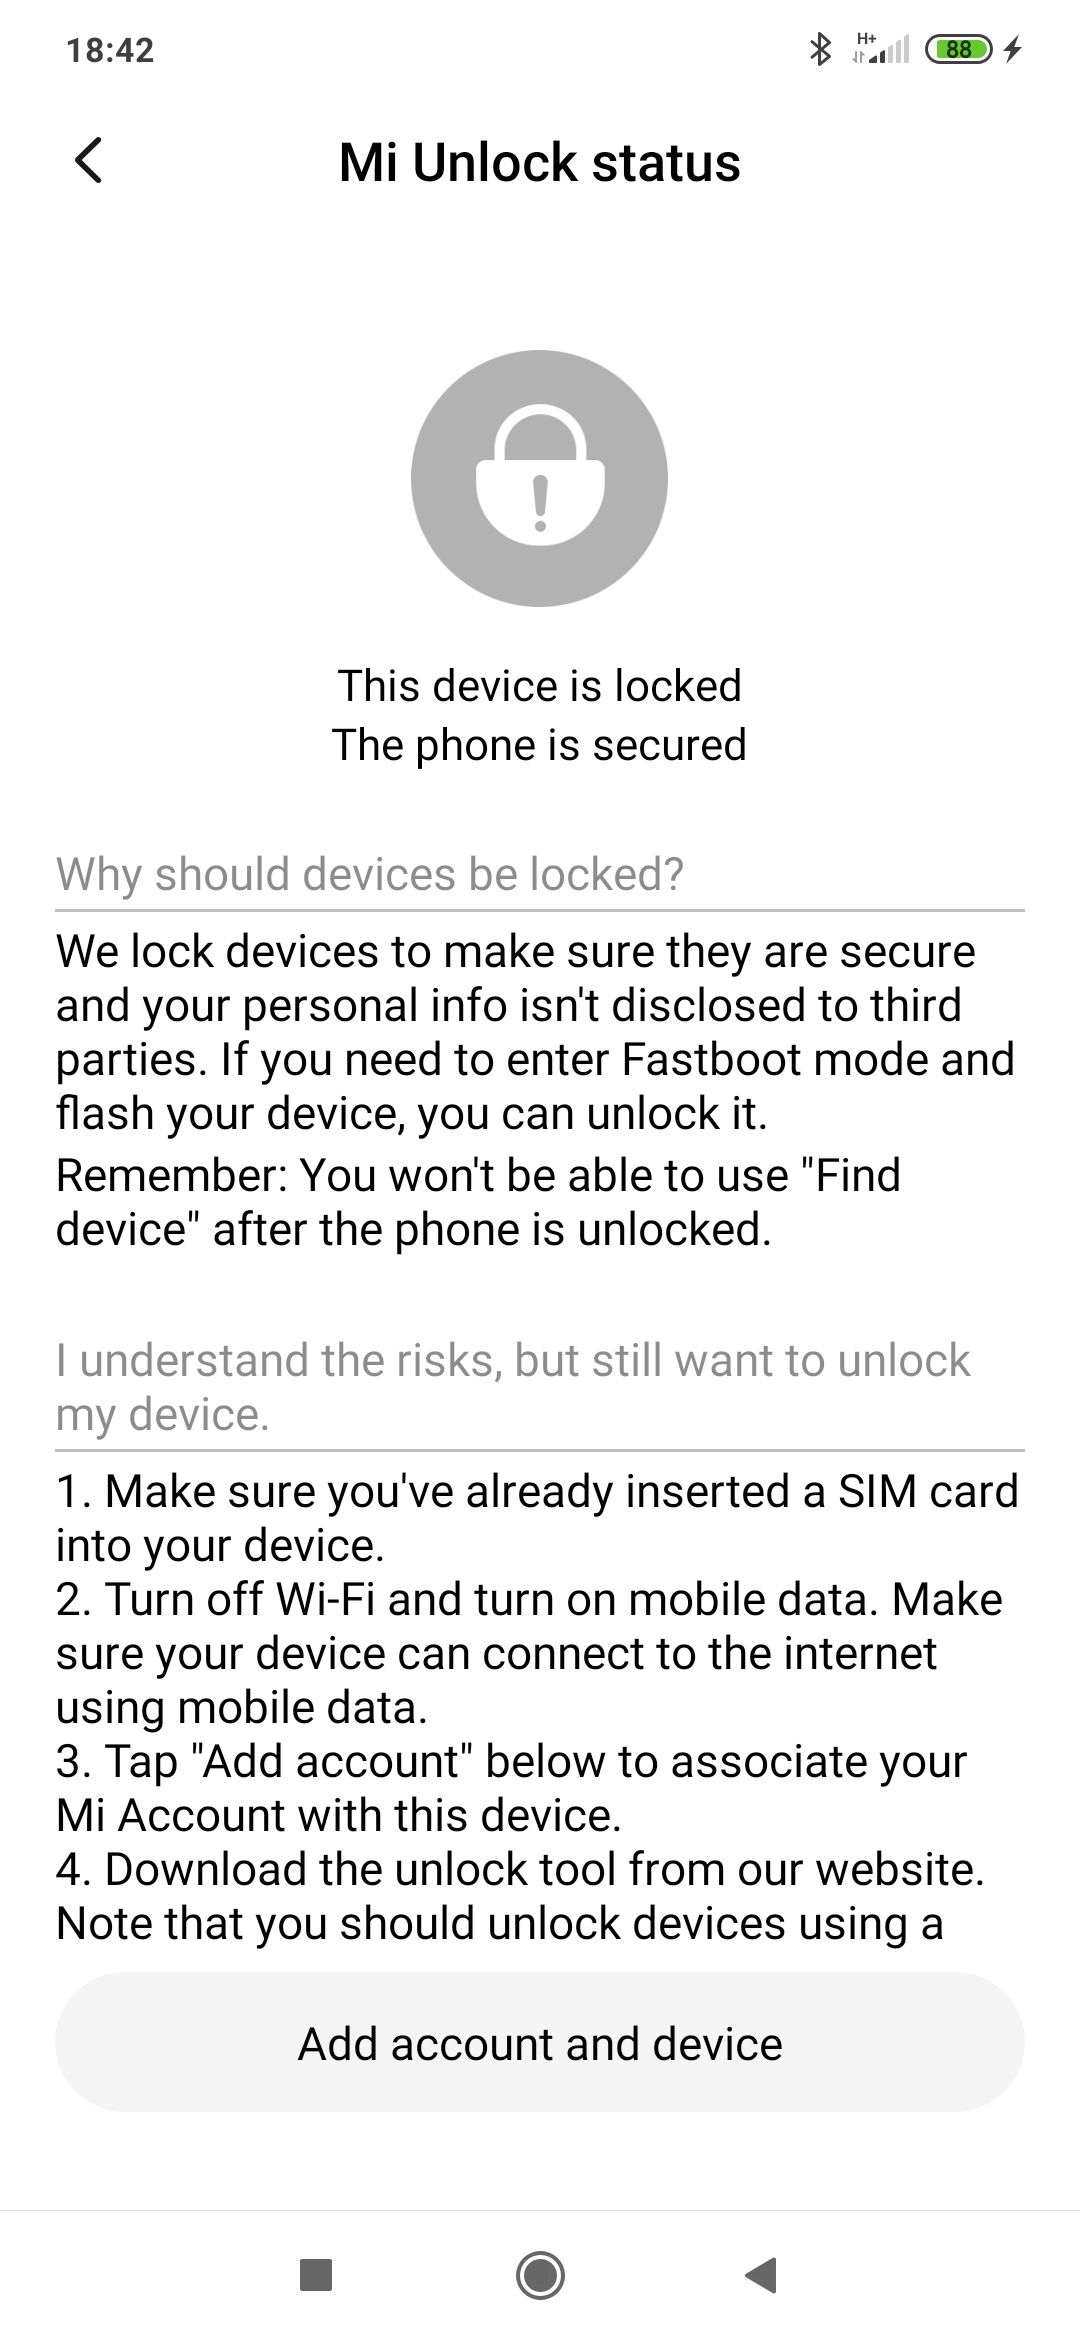 18:42
H+
88
Mi Unlock status
This device is locked
The phone is secured
Why should devices be locked?
We lock devices to make sure they are secure
and your personal info isn't disclosed to third
parties. If you need to enter Fastboot mode and
flash your device, you can unlock it.
Remember: You won't be able to use "Find
device" after the phone is unlocked.
I understand the risks, but still want to unlock
my device.
1. Make sure you've already inserted a SIM card
into your device.
2. Turn off Wi-Fi and turn on mobile data. Make
sure your device can connect to the internet
using mobile data.
3. Tap "Add account" below to associate your
Mi Account with this device.
4. Download the unlock tool from our website.
Note that you should unlock devices using a
Add account and device